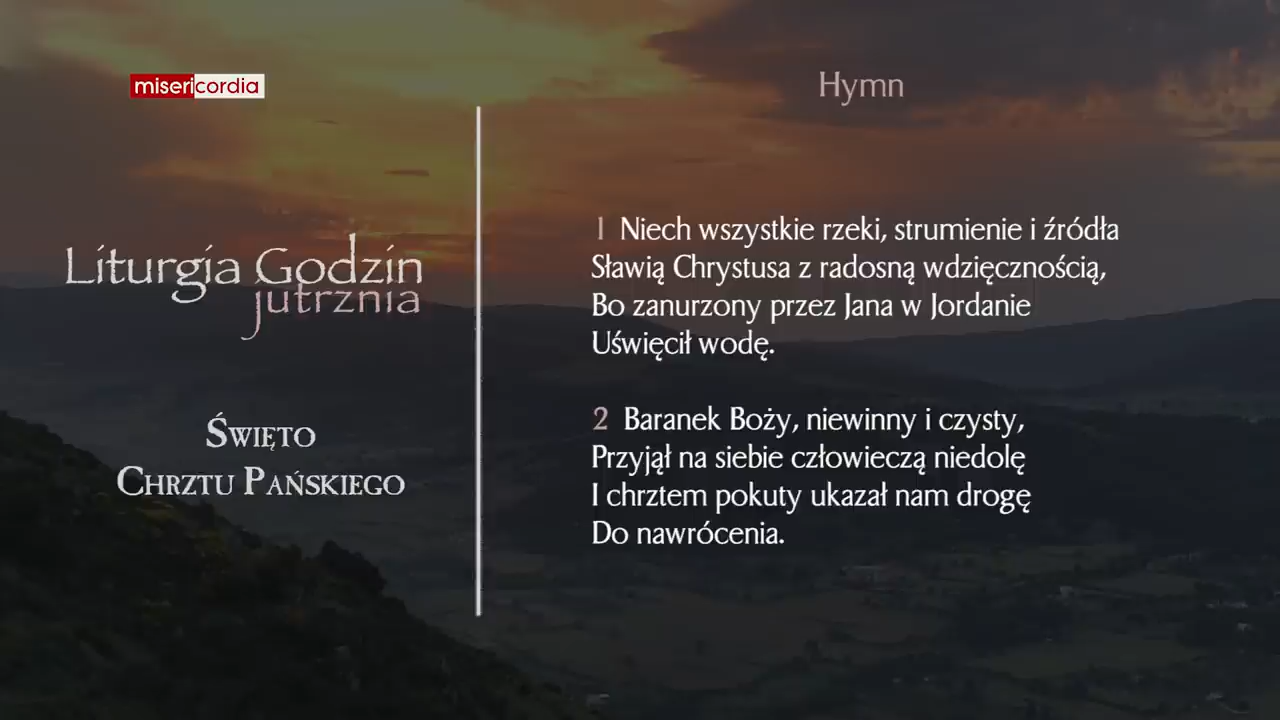 misericordia
Liturgia Godzin
jutrznia
Święto
Chrztu Pańskiego
Hymn
1 Niech wszystkie rzeki, strumienie i źródła
Sławią Chrystusa z radosną wdzięcznością,
Bo zanurzony przez Jana w Jordanie
Uświęcił wodę.
2 Baranek Boży, niewinny i czysty,
Przyjął na siebie człowieczą niedolę
I chrztem pokuty ukazał nam drogę
Do nawrócenia.